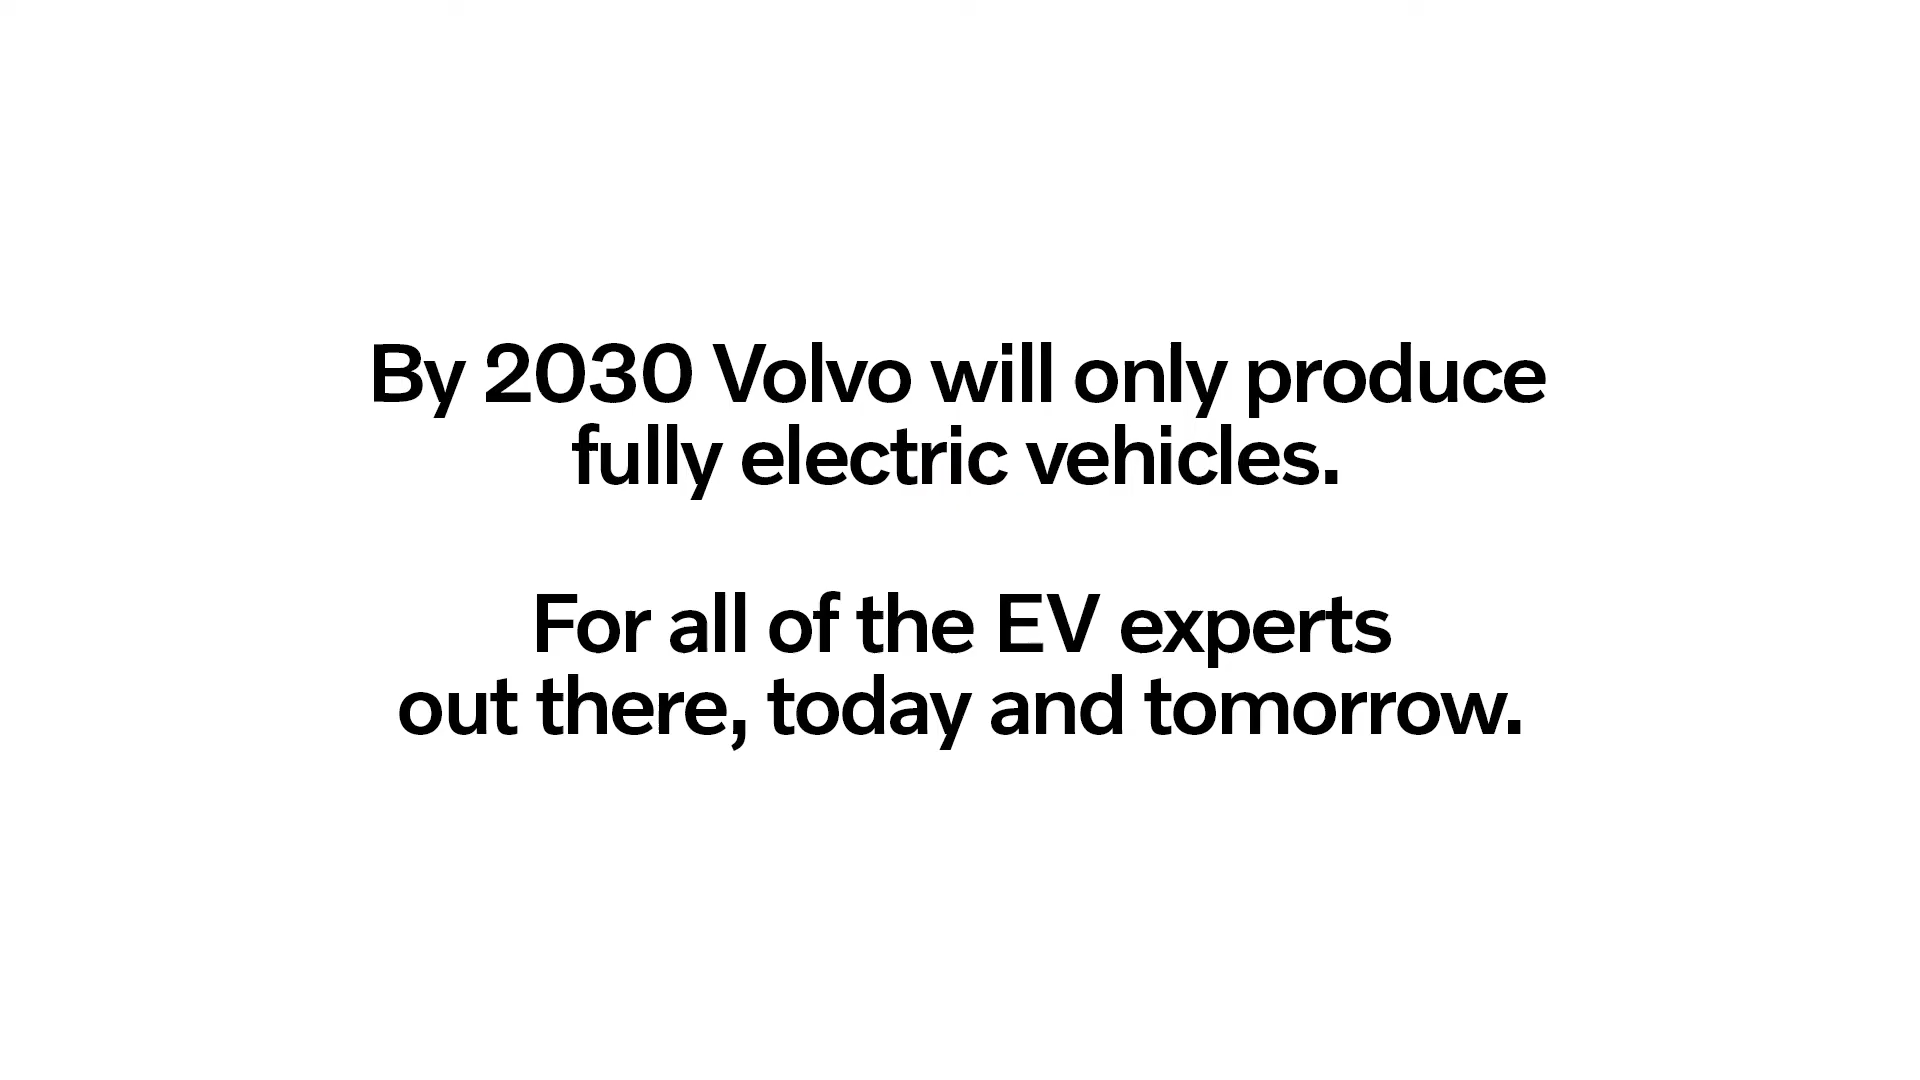 By 2030 Volvo will only produce
fully electric vehicles.
For all of the EV experts
out there, today and tomorrow.